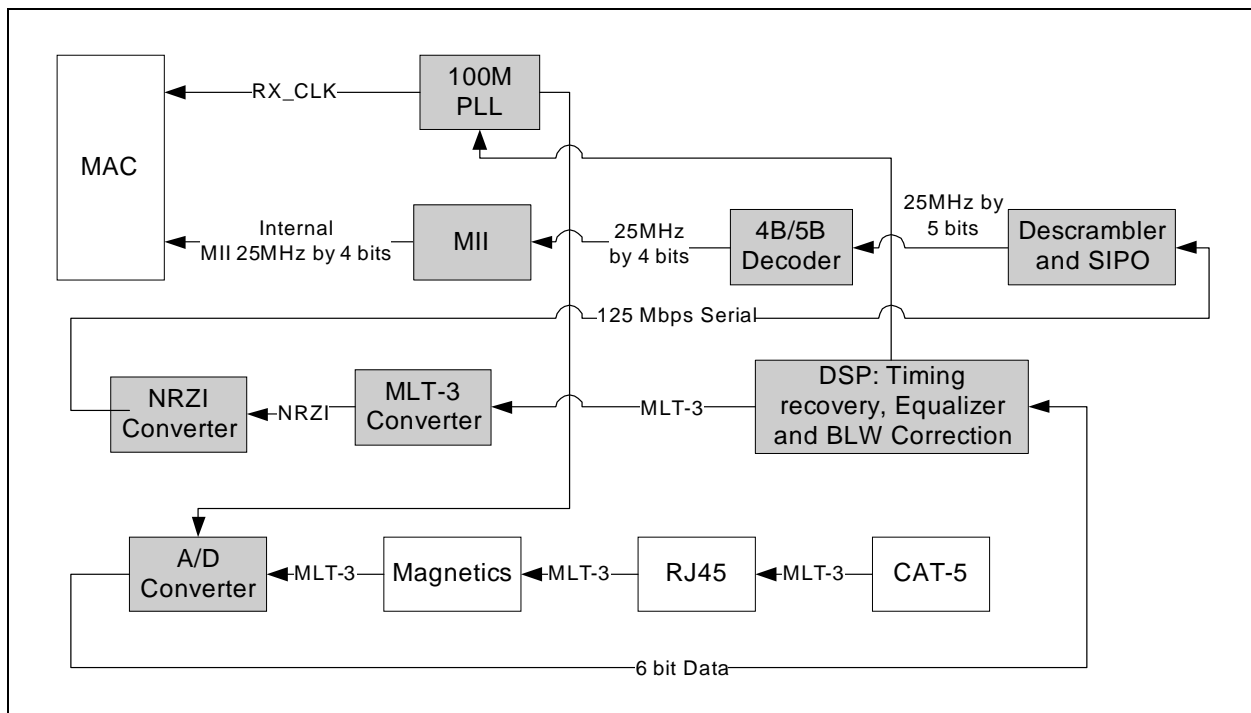 100M
PLL
RX_CLK
MAC
Internal
MII 25MHz by 4 bits
MII
25MHz
by 4 bits
4B/5B
Decoder
25MHz by
5 bits
Descrambler
and SIPO
125 Mbps Serial
NRZI
Converter
NRZI
MLT-3
Converter
MLT-3
DSP: Timing
recovery, Equalizer
and BLW Correction
A/D
Converter
MLT-3
Magnetics
MLT-3
RJ45
MLT-3
CAT-5
6 bit Data